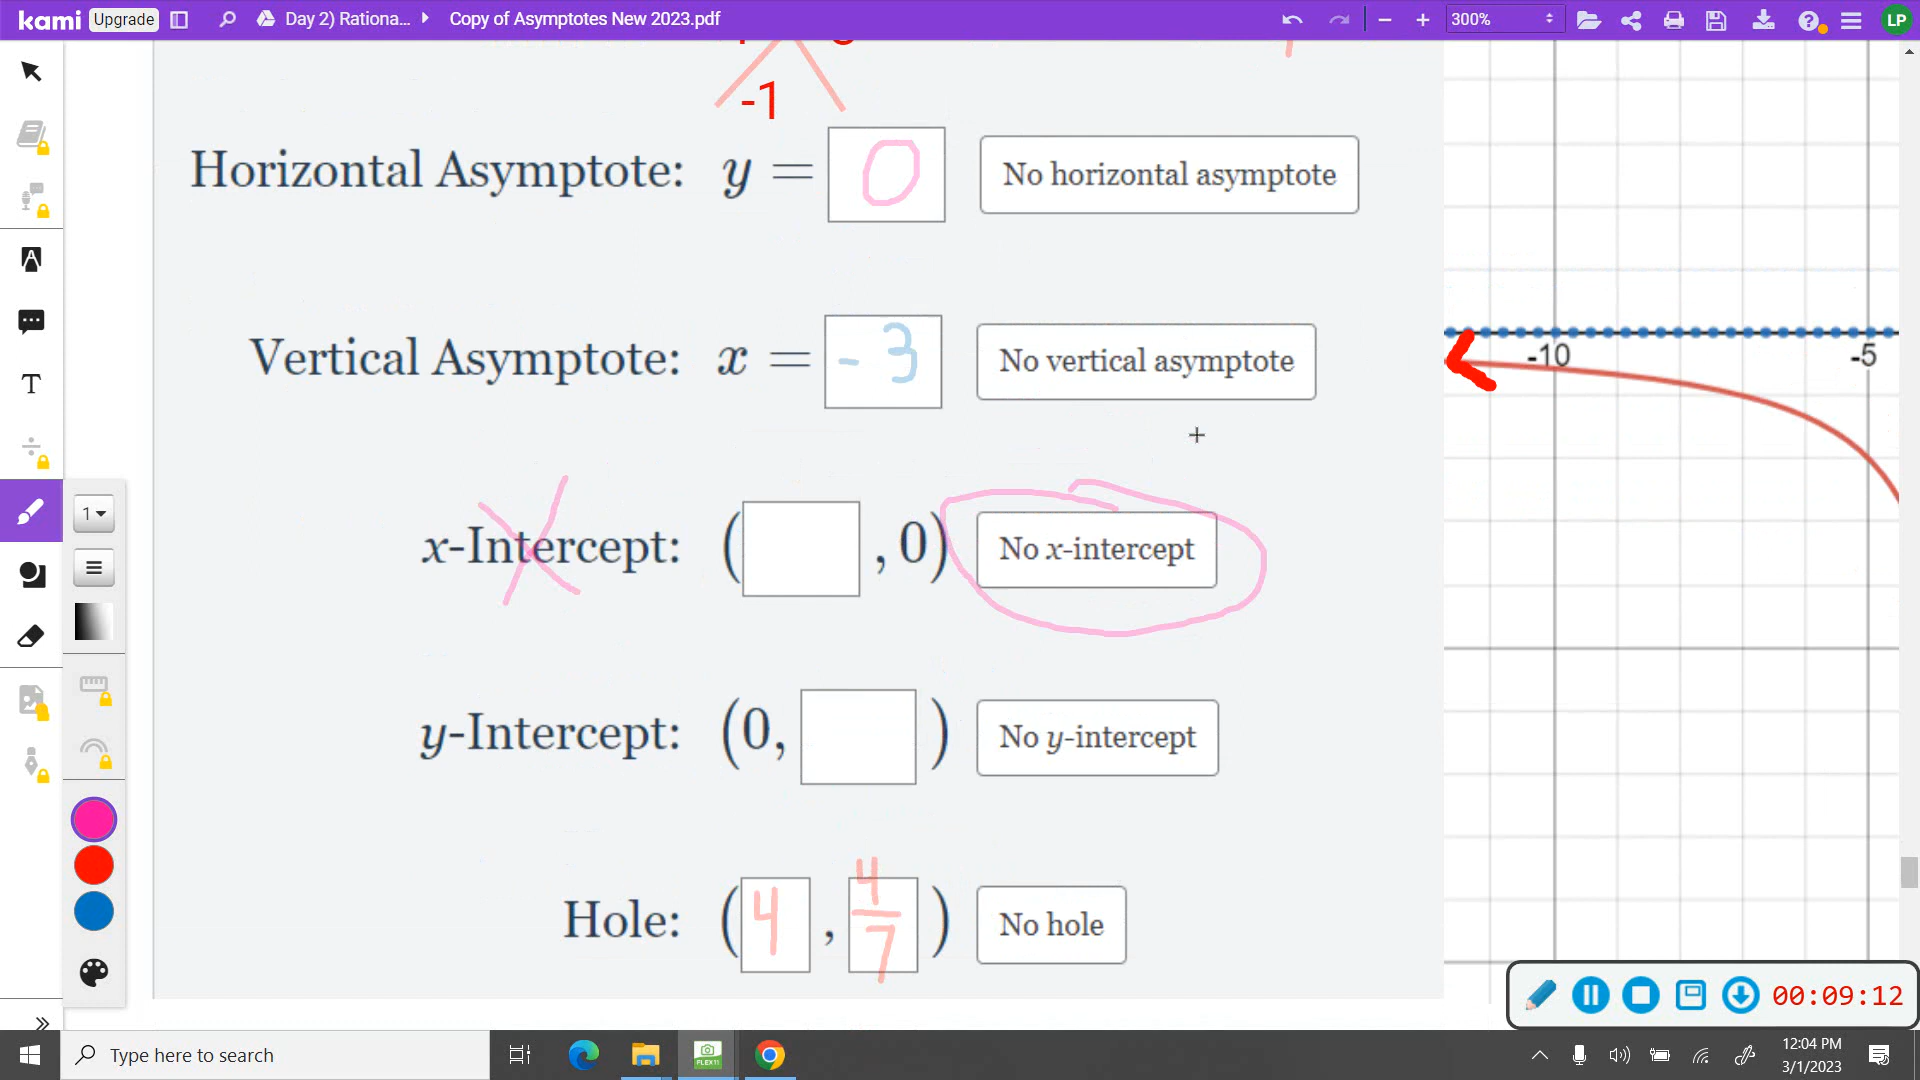 kami Upgrade Day 2) Rationa... Copy of Asymptotes New 2023.pdf 300% LP
-1
Horizontal Asymptote: y = 0 No horizontal asymptote
Vertical Asymptote: x = -3 No vertical asymptote
-10 -5
x-Intercept: ( , 0) No x-intercept
y-Intercept: (0, ) No y-intercept
Hole: (4, 4/7) No hole
T
1
00:09:12
Type here to search
12:04 PM
3/1/2023